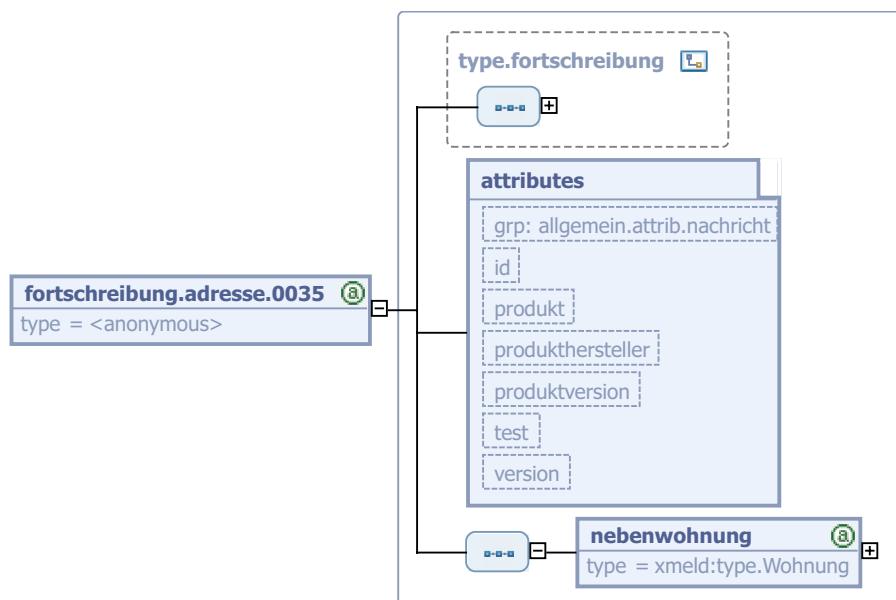 type.fortschreibung
attributes
grp: allgemein.attrib.nachricht
id
produkt
produkthersteller
produktversion
test
version
fortschreibung.adresse.0035 a
type = <anonymous>
nebenwohnung a
type = xmeld:type.Wohnung